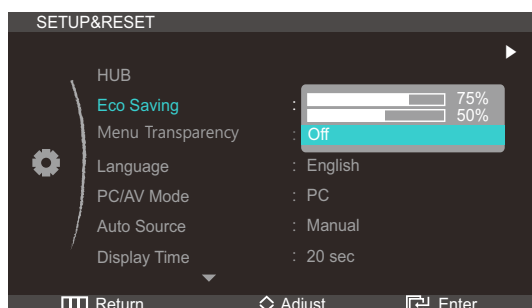 SETUP&RESET
HUB
Eco Saving : 75%
50%
Menu Transparency : Off
Language : English
PC/AV Mode : PC
Auto Source : Manual
Display Time : 20 sec
Return Adjust Enter